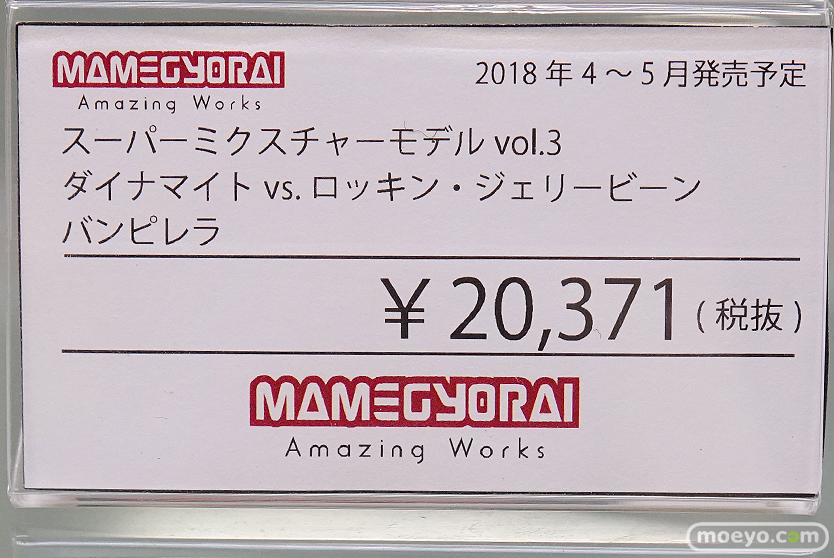 MAMEGYORAI
Amazing Works
2018年4～5月発売予定
スーパーミクスチャーモデル vol.3
ダイナマイト vs. ロッキン・ジェリービーン
バンピレラ
￥20,371(税抜)
MAMEGYORAI
Amazing Works
moeyo.com